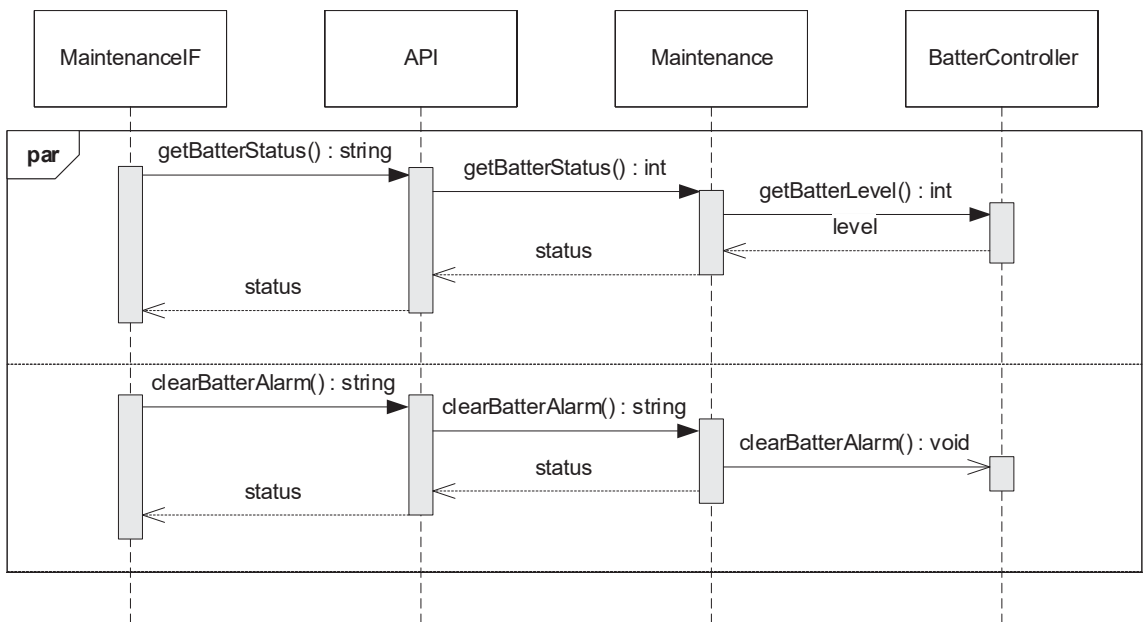 MaintenanceIF
API
Maintenance
BatterController
par
getBatterStatus() : string
getBatterStatus() : int
getBatterLevel() : int
level
status
status
clearBatterAlarm() : string
clearBatterAlarm() : string
clearBatterAlarm() : void
status
status